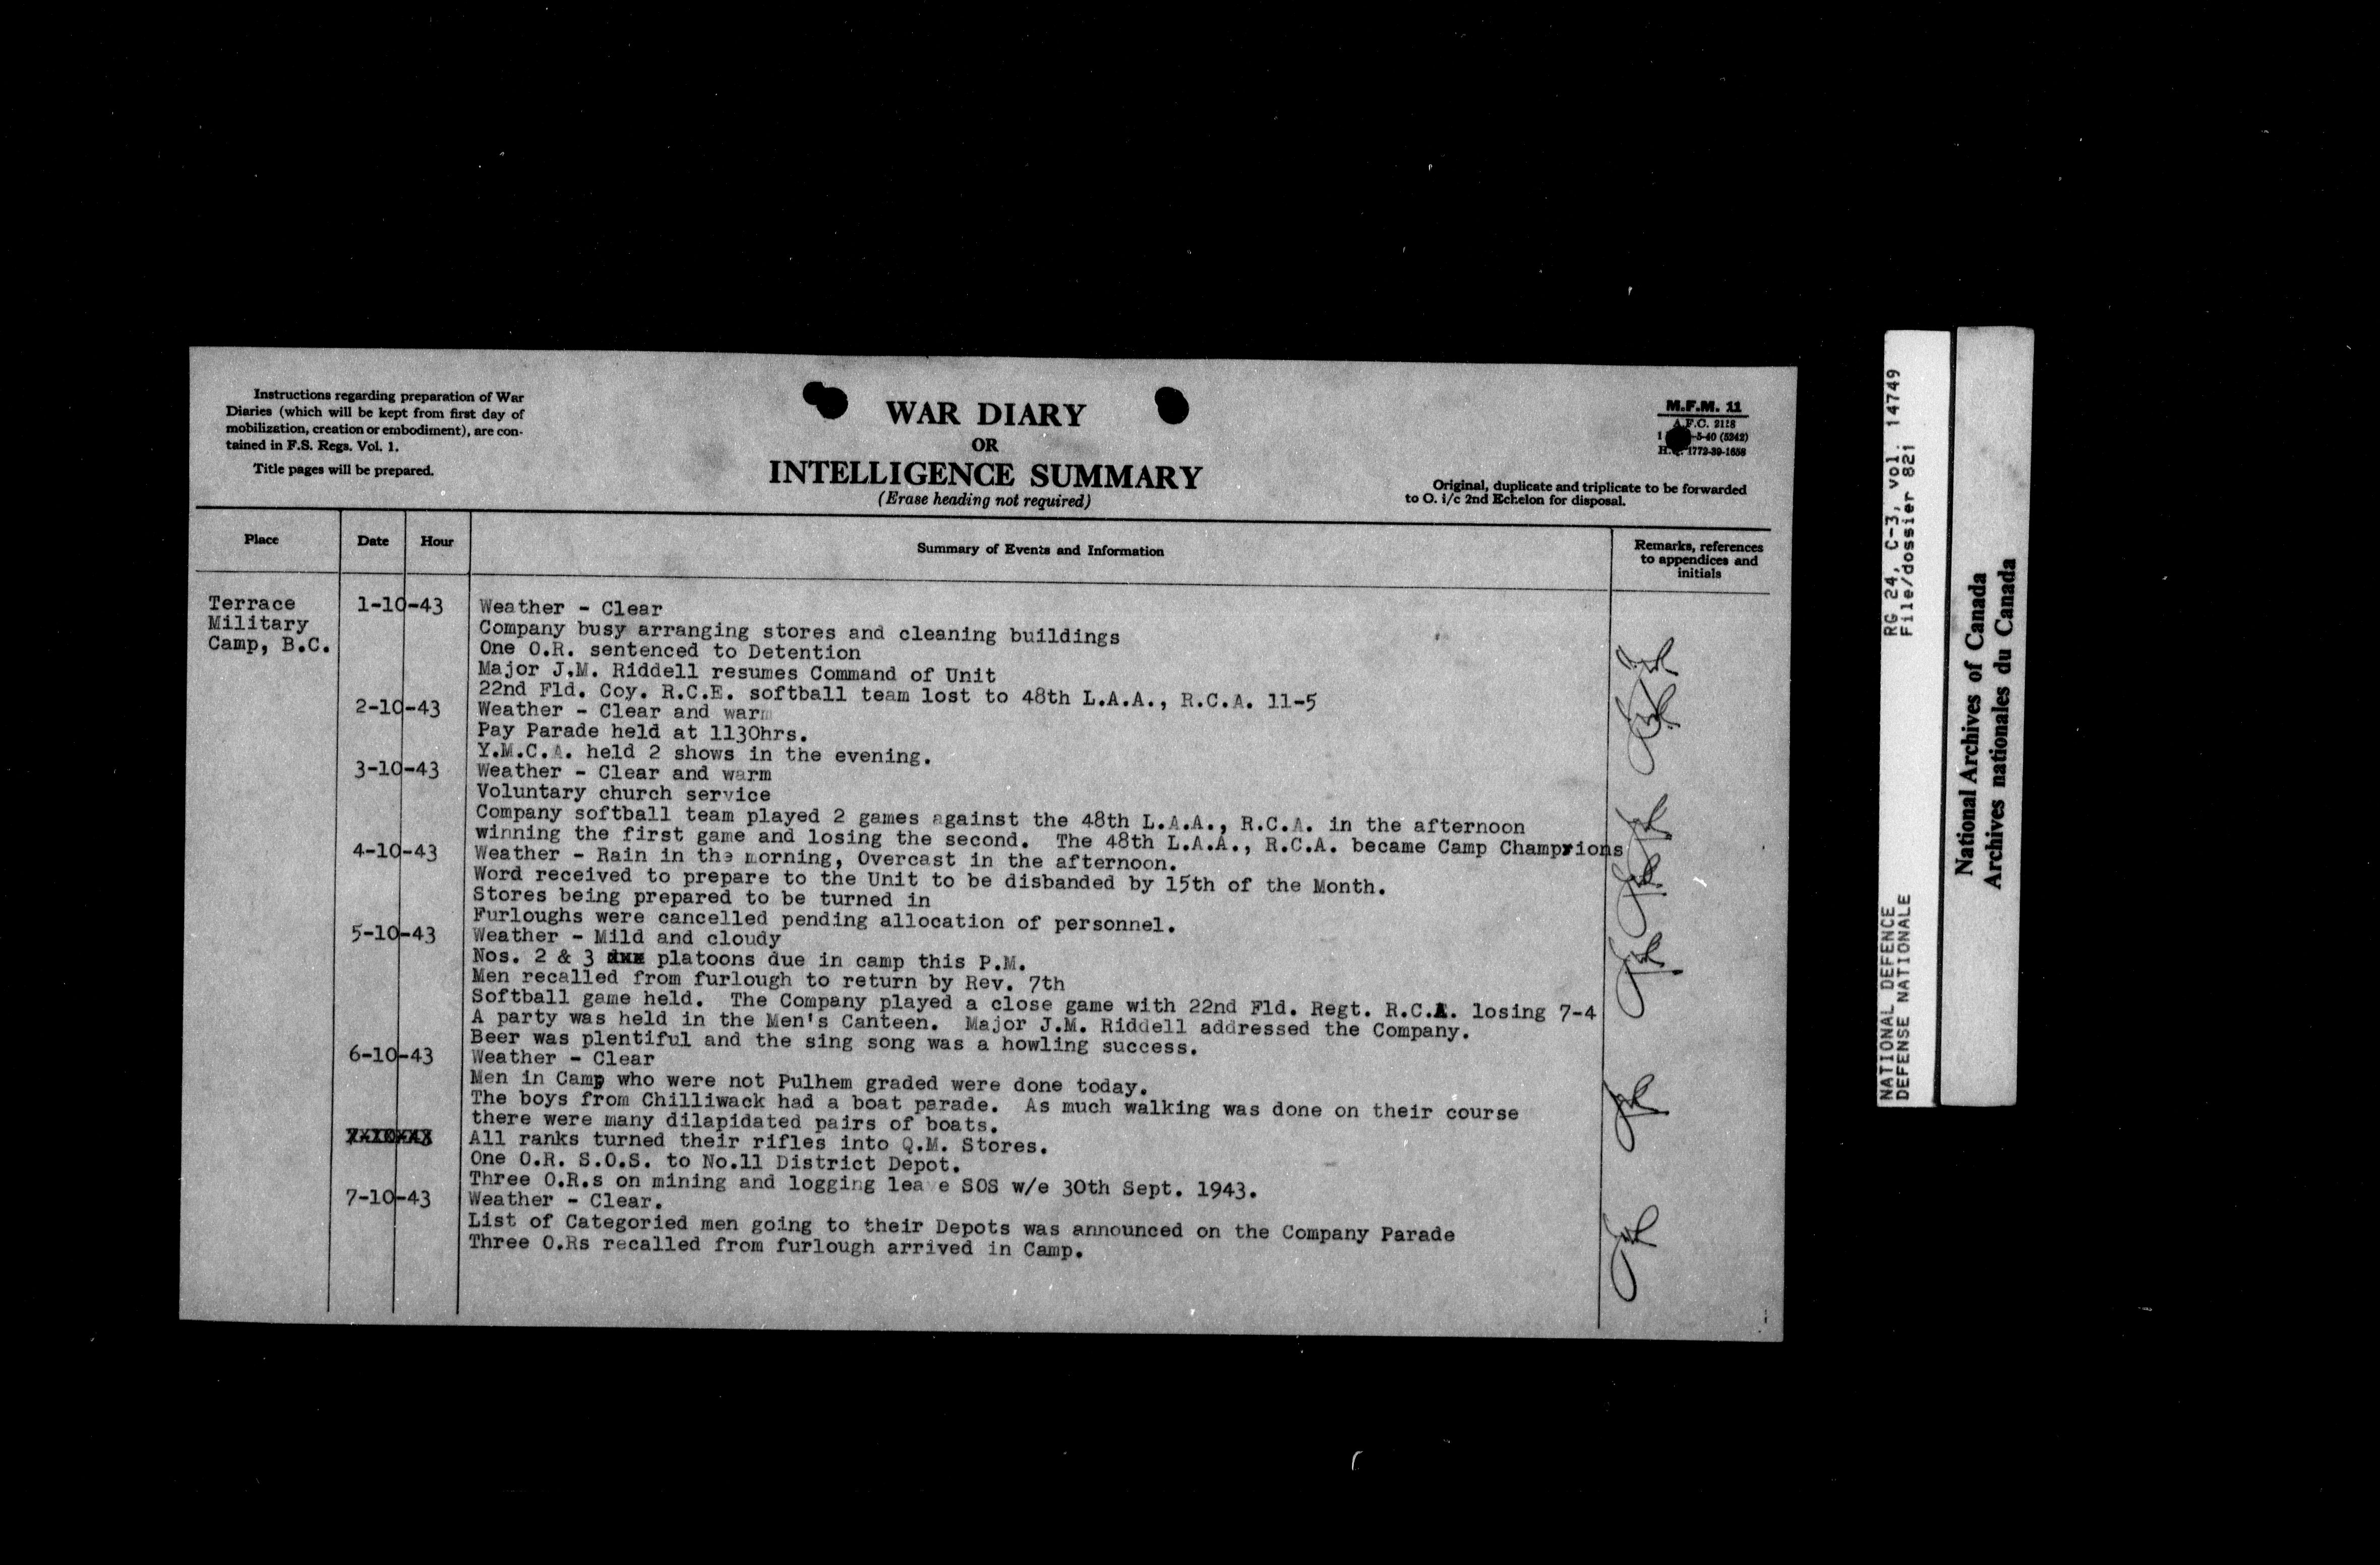 Instructions regarding preparation of War
Diaries (which will be kept from first day of
mobilization, creation or embodiment), are con-
tained in F.S. Regs. Vol. 1.
Title pages will be prepared.
WAR DIARY
OR
INTELLIGENCE SUMMARY
(Erase heading not required)
M.F.M. 11
A.F.C. 2118
-5-40 (5242)
H.Q. 1772-39-1658
Original, duplicate and triplicate to be forwarded
to O. i/c 2nd Echelon for disposal.
Place Date Hour Summary of Events and Information Remarks, references
to appendices and
initials
Terrace 1-10-43 Weather - Clear
Military Company busy arranging stores and cleaning buildings
Camp, B.C. One O.R. sentenced to Detention
Major J.M. Riddell resumes Command of Unit
22nd Fld. Coy. R.C.E. softball team lost to 48th L.A.A., R.C.A. 11-5
2-10-43 Weather - Clear and warm
Pay Parade held at 1130hrs.
Y.M.C.A. held 2 shows in the evening.
3-10-43 Weather - Clear and warm
Voluntary church service
Company softball team played 2 games against the 48th L.A.A., R.C.A. in the afternoon
winning the first game and losing the second. The 48th L.A.A., R.C.A. became Camp Champrions
4-10-43 Weather - Rain in the morning, Overcast in the afternoon.
Word received to prepare to the Unit to be disbanded by 15th of the Month.
Stores being prepared to be turned in
Furloughs were cancelled pending allocation of personnel.
5-10-43 Weather - Mild and cloudy
Nos. 2 & 3 platoons due in camp this P.M.
Men recalled from furlough to return by Rev. 7th
Softball game held. The Company played a close game with 22nd Fld. Regt. R.C.A. losing 7-4
A party was held in the Men's Canteen. Major J.M. Riddell addressed the Company.
Beer was plentiful and the sing song was a howling success.
6-10-43 Weather - Clear
Men in Camp who were not Pulhem graded were done today.
The boys from Chilliwack had a boat parade. As much walking was done on their course
there were many dilapidated pairs of boats.
All ranks turned their rifles into Q.M. Stores.
One O.R. S.O.S. to No.11 District Depot.
Three O.R.s on mining and logging leave SOS w/e 30th Sept. 1943.
7-10-43 Weather - Clear.
List of Categoried men going to their Depots was announced on the Company Parade
Three O.Rs recalled from furlough arrived in Camp.
NATIONAL DEFENCE RG 24, C-3, vol. 14749
DEFENSE NATIONALE File/dossier 821
National Archives of Canada
Archives nationales du Canada